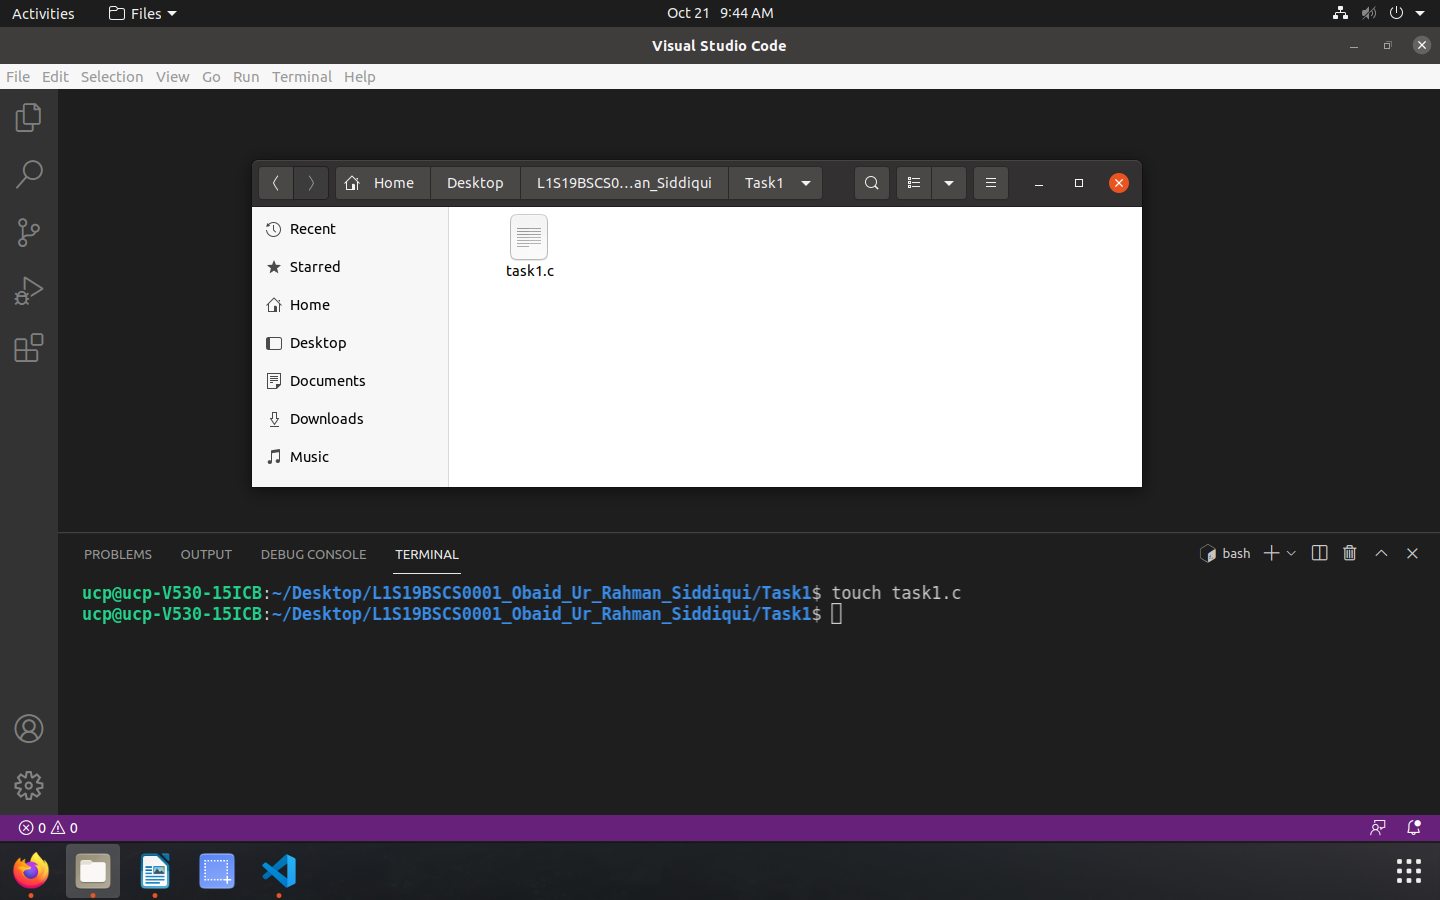 Activities Files Oct 21 9:44 AM
Visual Studio Code
File Edit Selection View Go Run Terminal Help
Home Desktop L1S19BSCS0...an_Siddiqui Task1
Recent
Starred
Home
Desktop
Documents
Downloads
Music
task1.c
PROBLEMS OUTPUT DEBUG CONSOLE TERMINAL bash
ucp@ucp-V530-15ICB:~/Desktop/L1S19BSCS0001_Obaid_Ur_Rahman_Siddiqui/Task1$ touch task1.c
ucp@ucp-V530-15ICB:~/Desktop/L1S19BSCS0001_Obaid_Ur_Rahman_Siddiqui/Task1$
0 0